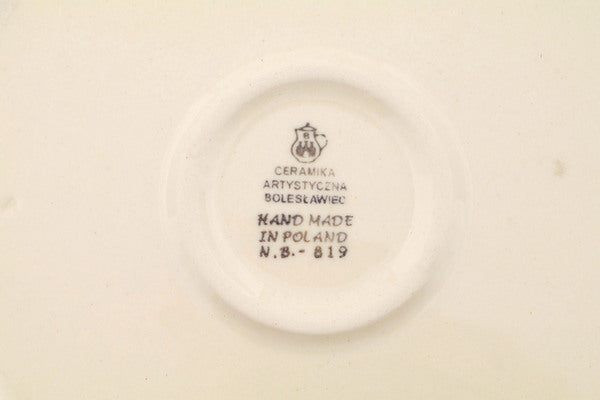 B
CERAMIKA
ARTYSTYCZNA
BOLESŁAWIEC
HAND MADE
IN POLAND
N.B.- 819